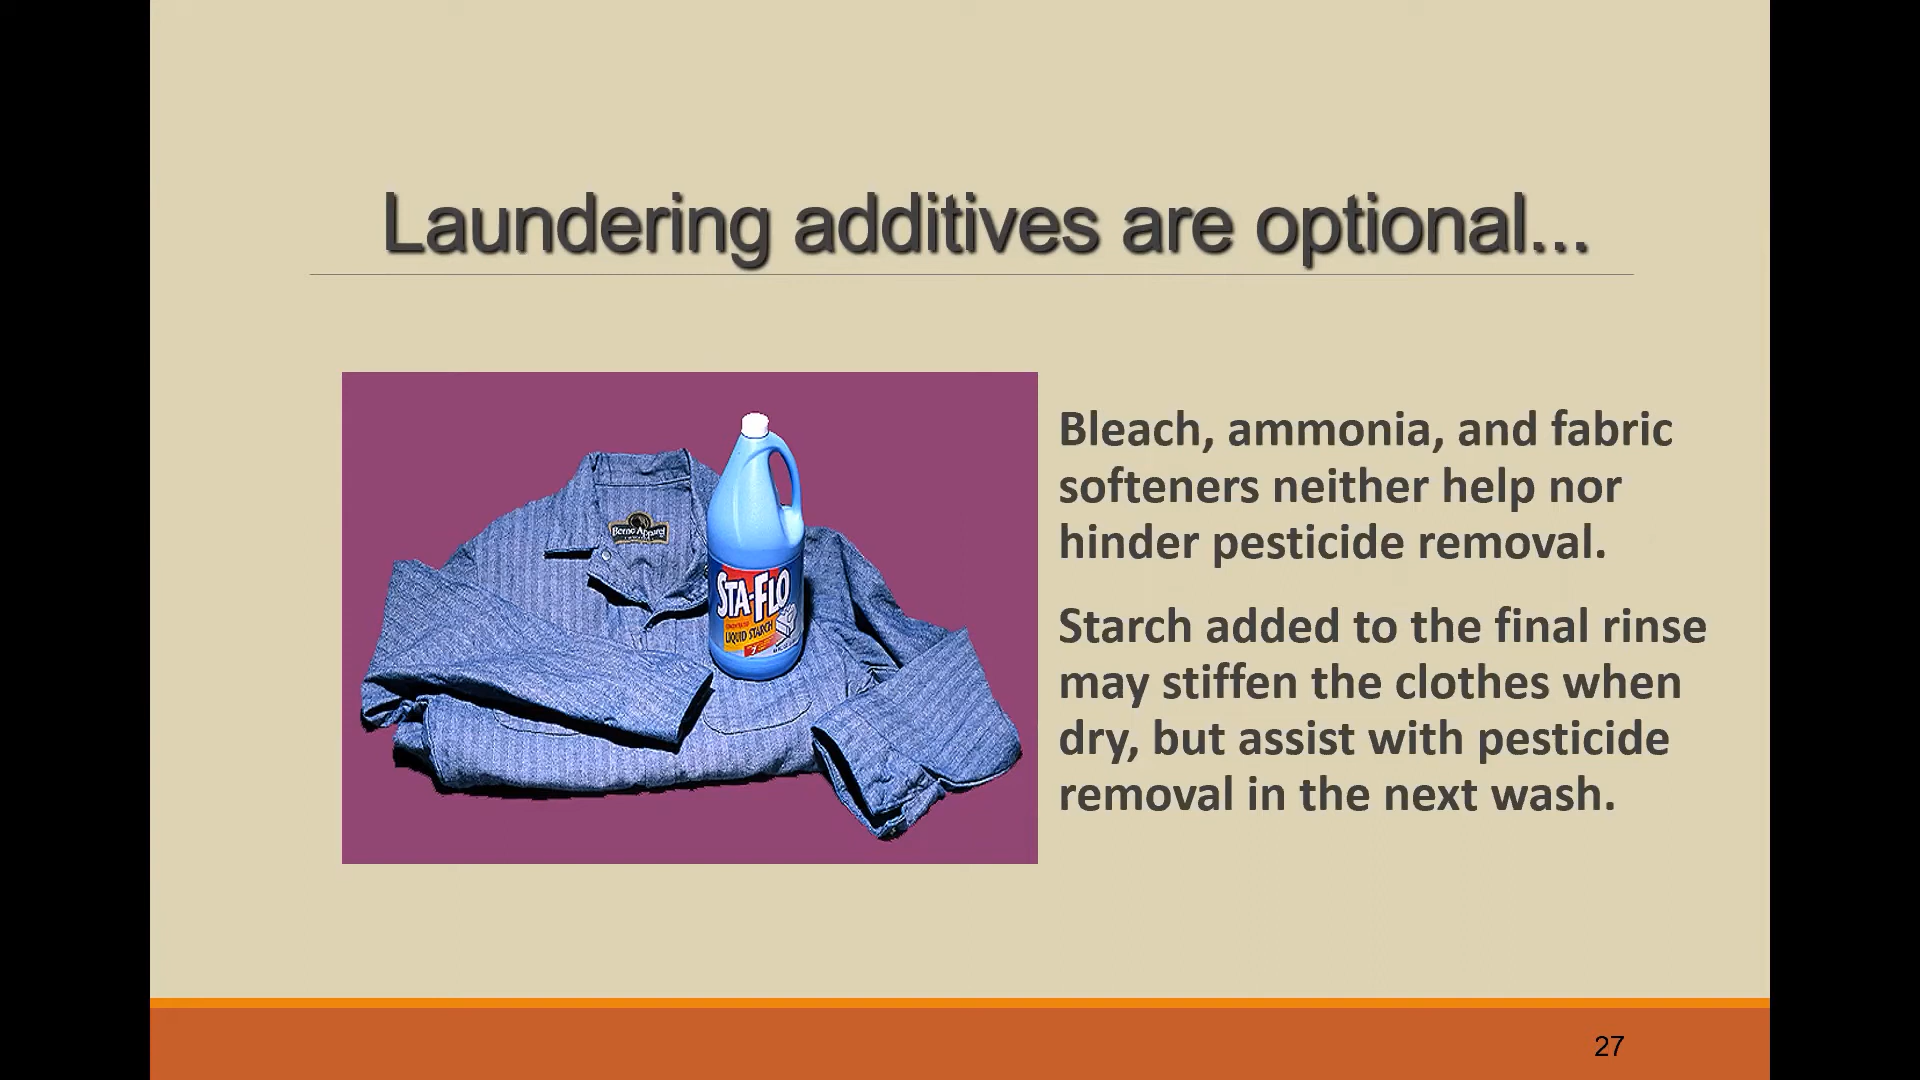 Laundering additives are optional...
Bleach, ammonia, and fabric
softeners neither help nor
hinder pesticide removal.
Starch added to the final rinse
may stiffen the clothes when
dry, but assist with pesticide
removal in the next wash.
Berne Apparel
STA-FLO
LIQUID STARCH
27